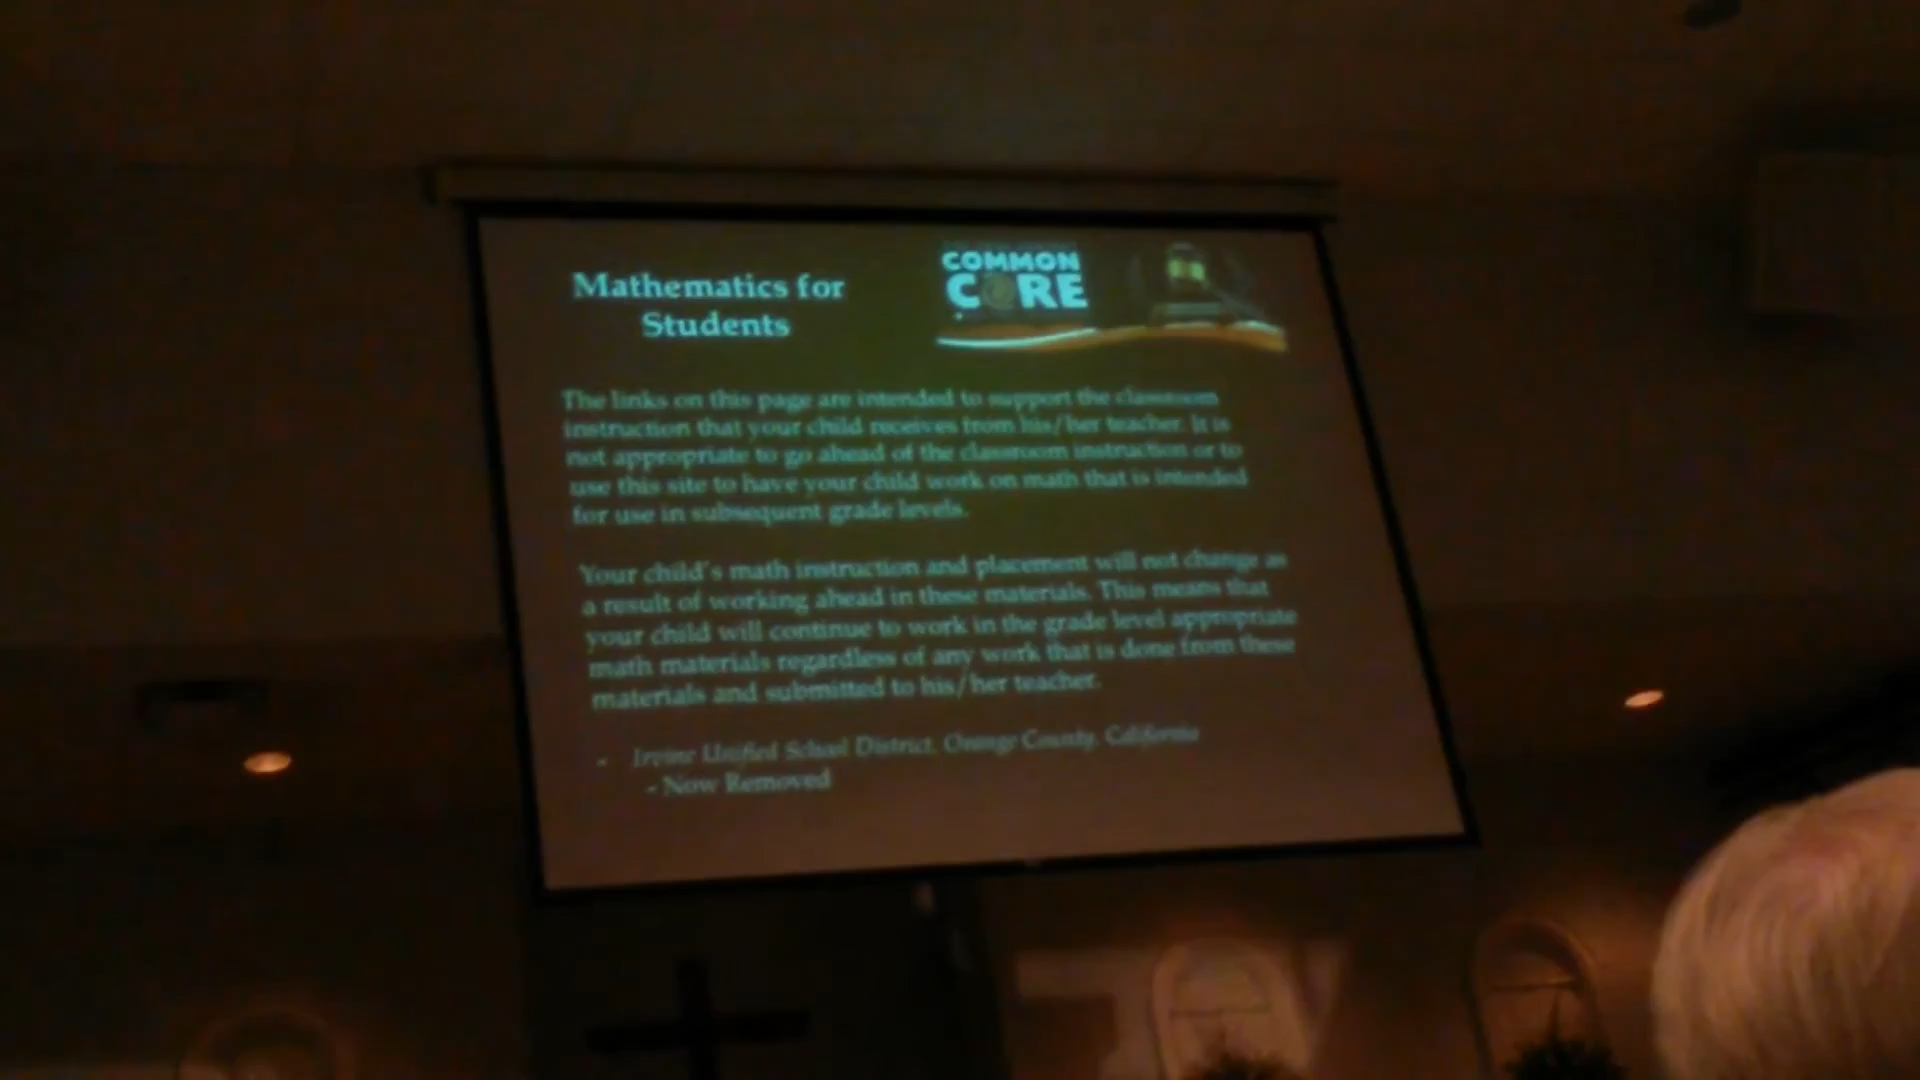 Mathematics for
Students
COMMON
CORE
The links on this page are intended to support the classroom
instruction that your child receives from his/her teacher. It is
not appropriate to go ahead of the classroom instruction or to
use this site to have your child work on math that is intended
for use in subsequent grade levels.
Your child's math instruction and placement will not change as
a result of working ahead in these materials. This means that
your child will continue to work in the grade level appropriate
math materials regardless of any work that is done from these
materials and submitted to his/her teacher.
- Irvine Unified School District, Orange County, California
- Now Removed